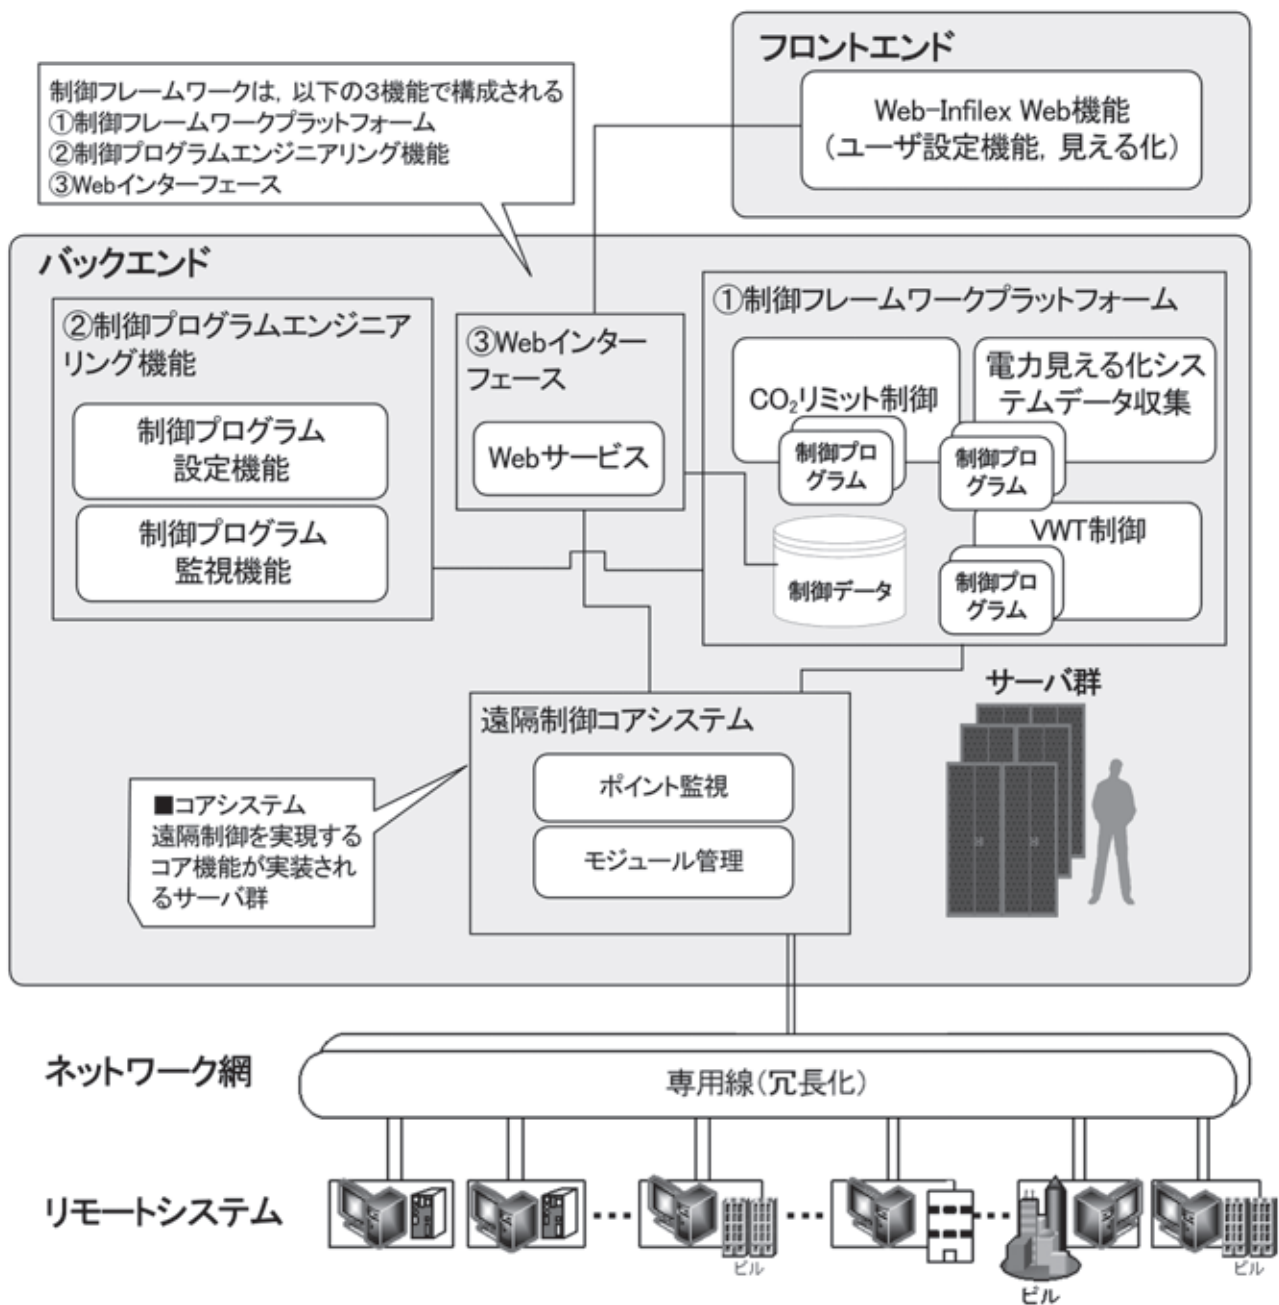 フロントエンド
Web-Infilex Web機能
(ユーザ設定機能, 見える化)
制御フレームワークは, 以下の3機能で構成される
①制御フレームワークプラットフォーム
②制御プログラムエンジニアリング機能
③Webインターフェース
バックエンド
②制御プログラムエンジニア
リング機能
制御プログラム
設定機能
制御プログラム
監視機能
③Webインター
フェース
Webサービス
①制御フレームワークプラットフォーム
CO₂リミット制御
制御プロ
グラム
電力見える化シス
テムデータ収集
制御プロ
グラム
VWT制御
制御プロ
グラム
制御データ
サーバ群
遠隔制御コアシステム
ポイント監視
モジュール管理
■コアシステム
遠隔制御を実現する
コア機能が実装され
るサーバ群
ネットワーク網
専用線(冗長化)
リモートシステム
ビル
ビル
ビル